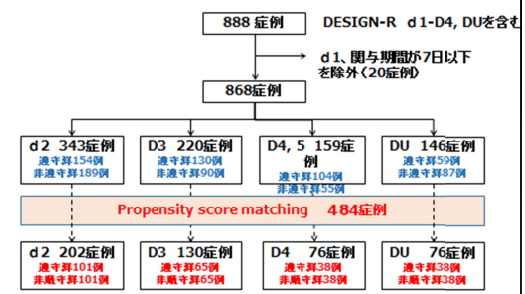 888 症例
DESIGN-R d1-D4, DUを含む
d1、関与期間が7日以下
を除外(20症例)
868症例
d2 343症例
遵守群154例
非遵守群189例
D3 220症例
遵守群130例
非遵守群90例
D4, 5 159症
例
遵守群104例
非遵守群55例
DU 146症例
遵守群59例
非遵守群87例
Propensity score matching 484症例
d2 202症例
遵守群101例
非順守群101例
D3 130症例
遵守群65例
非順守群65例
D4 76症例
遵守群38例
非順守群38例
DU 76症例
遵守群38例
非順守群38例